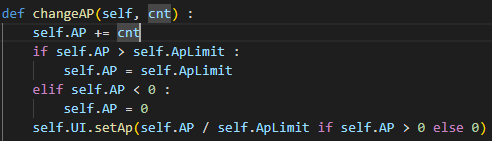 def changeAP(self, cnt) :
    self.AP += cnt
    if self.AP > self.ApLimit :
        self.AP = self.ApLimit
    elif self.AP < 0 :
        self.AP = 0
    self.UI.setAp(self.AP / self.ApLimit if self.AP > 0 else 0)